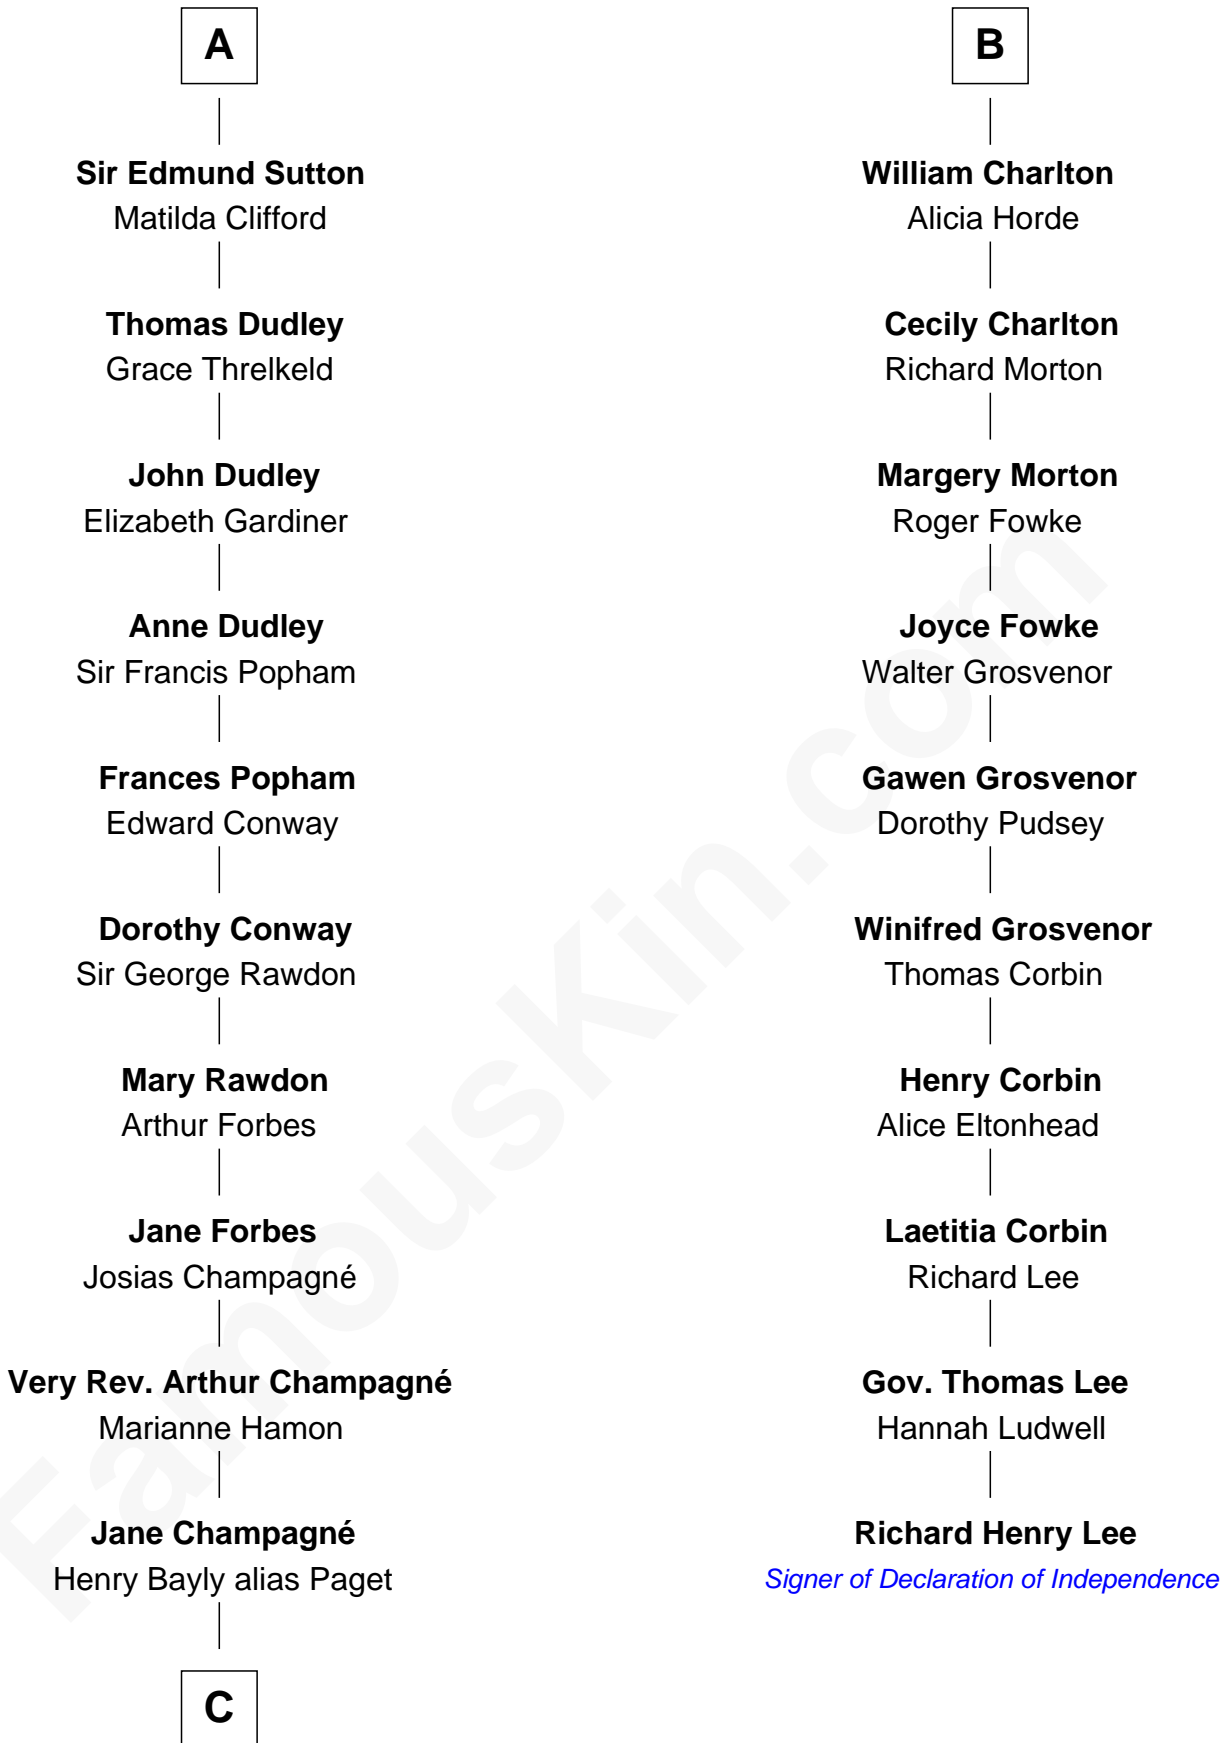 A
Sir Edmund Sutton
Matilda Clifford
Thomas Dudley
Grace Threlkeld
John Dudley
Elizabeth Gardiner
Anne Dudley
Sir Francis Popham
Frances Popham
Edward Conway
Dorothy Conway
Sir George Rawdon
Mary Rawdon
Arthur Forbes
Jane Forbes
Josias Champagné
Very Rev. Arthur Champagné
Marianne Hamon
Jane Champagné
Henry Bayly alias Paget
C
B
William Charlton
Alicia Horde
Cecily Charlton
Richard Morton
Margery Morton
Roger Fowke
Joyce Fowke
Walter Grosvenor
Gawen Grosvenor
Dorothy Pudsey
Winifred Grosvenor
Thomas Corbin
Henry Corbin
Alice Eltonhead
Laetitia Corbin
Richard Lee
Gov. Thomas Lee
Hannah Ludwell
Richard Henry Lee
Signer of Declaration of Independence
FamousKin.com